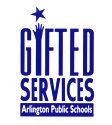 GIFTED
SERVICES
Arlington Public Schools